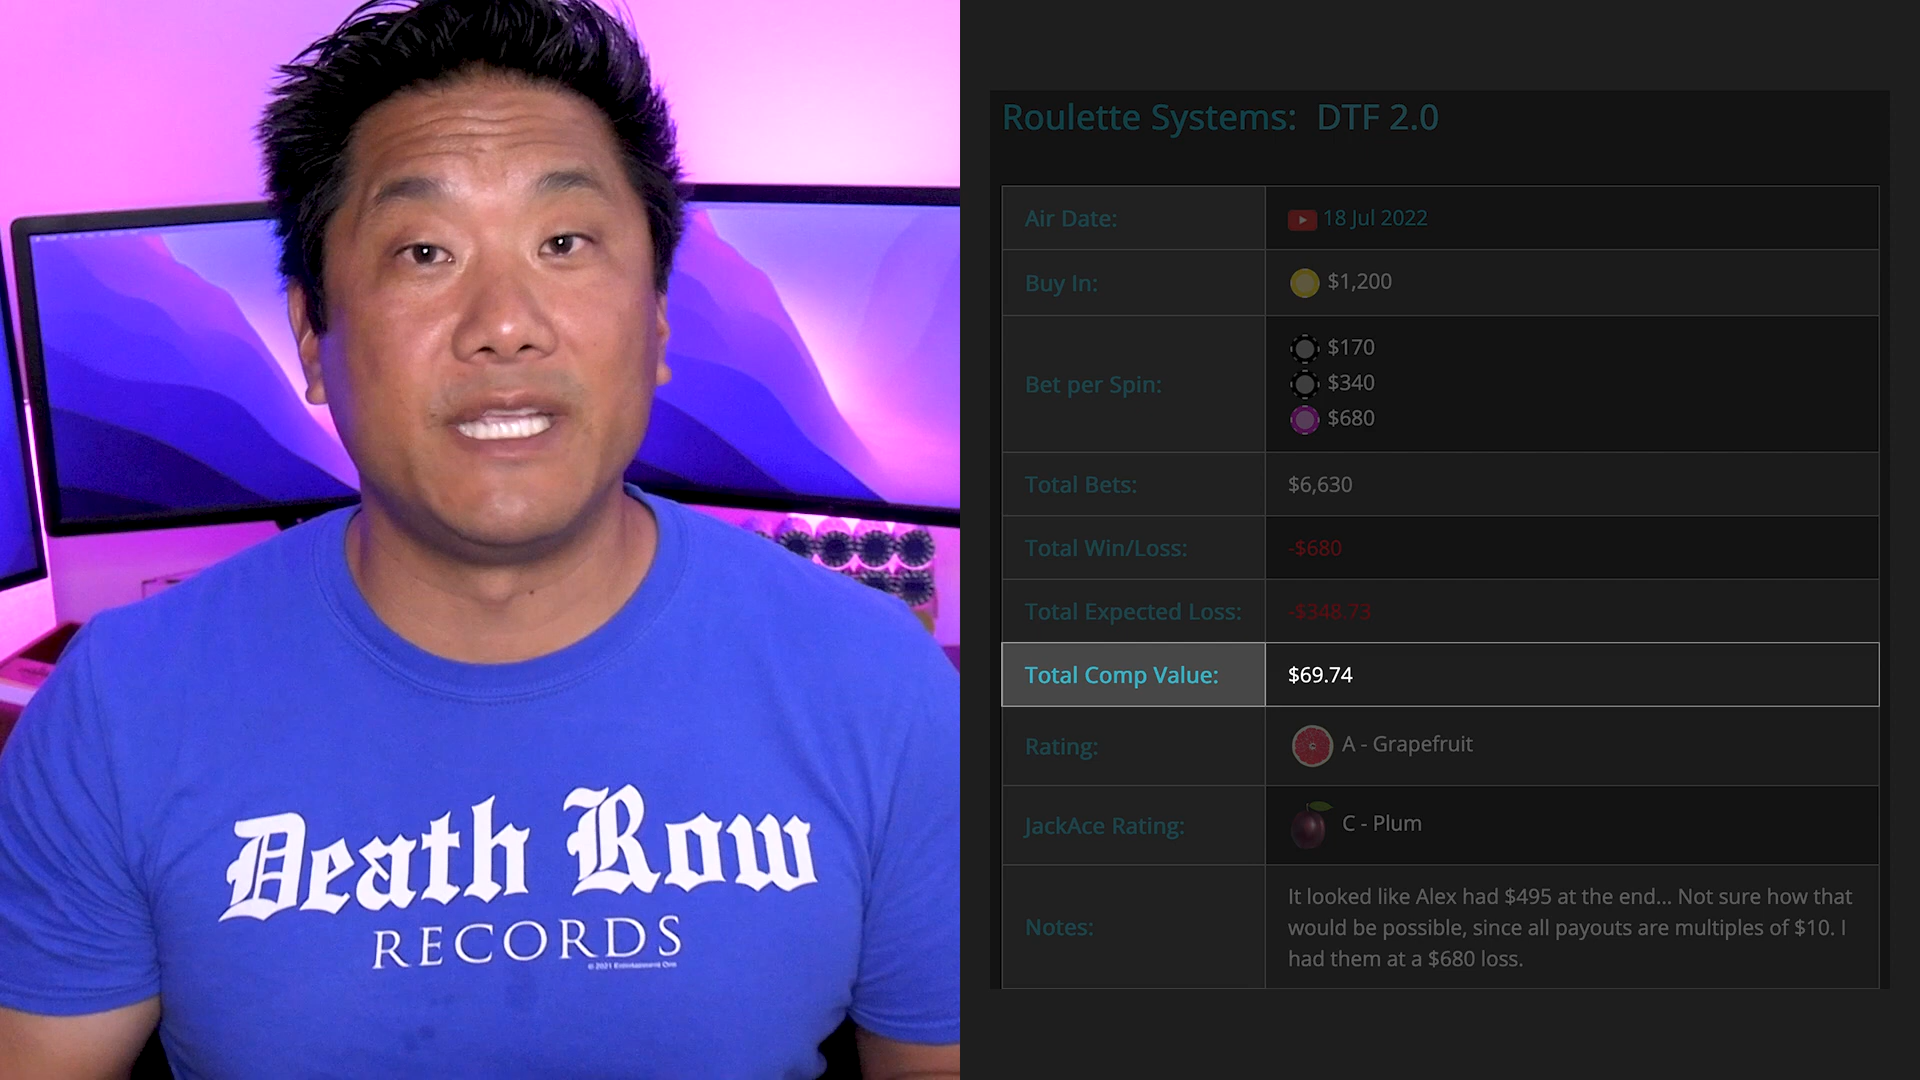 Death Row
RECORDS
© 2021 Entertainment One
Roulette Systems: DTF 2.0
Air Date: 18 Jul 2022
Buy In: $1,200
Bet per Spin: $170
$340
$680
Total Bets: $6,630
Total Win/Loss: -$680
Total Expected Loss: -$348.73
Total Comp Value: $69.74
Rating: A - Grapefruit
JackAce Rating: C - Plum
Notes: It looked like Alex had $495 at the end... Not sure how that
would be possible, since all payouts are multiples of $10. I
had them at a $680 loss.